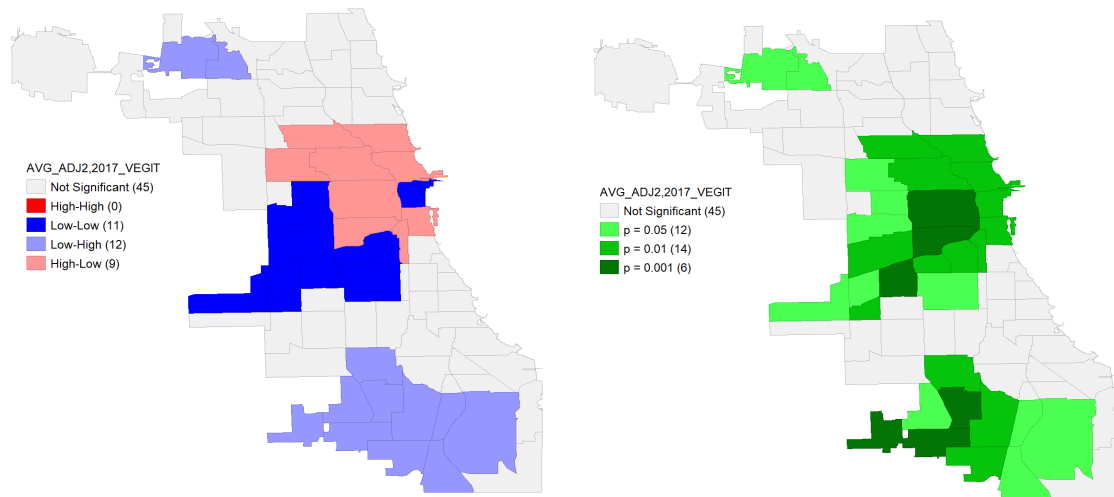 AVG_ADJ2,2017_VEGIT
Not Significant (45)
High-High (0)
Low-Low (11)
Low-High (12)
High-Low (9)
AVG_ADJ2,2017_VEGIT
Not Significant (45)
p = 0.05 (12)
p = 0.01 (14)
p = 0.001 (6)